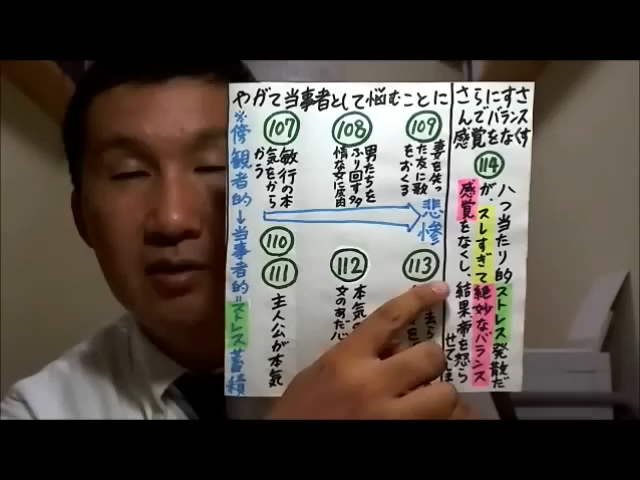 やがて当事者として悩むことに
※傍観者的→当事者的=ストレス蓄積
107
敏行の本
気をから
かう
108
男たちを
ふり回す多
情な女に
109
妻を失っ
た友に歌
をおくる
悲惨
110
111
主人公が本気
112
本気の
女のあだ
113
さらにすさ
んでバランス
感覚をなくす
114
八つ当たり的ストレス発散だ
が、スレすぎて絶妙なバランス
感覚をなくし、結果、帝を怒ら
せて